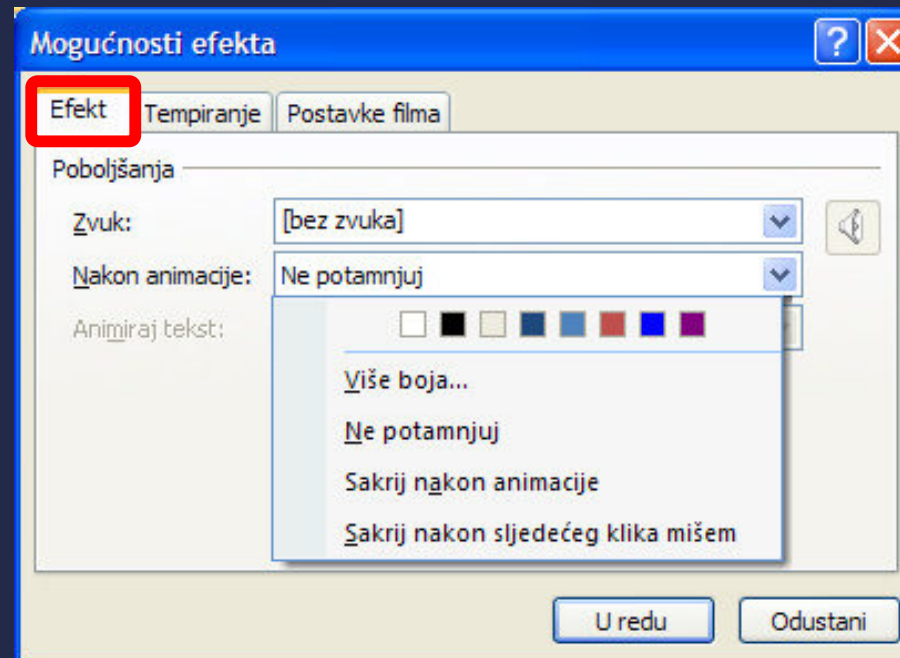 Mogućnosti efekta
Efekt Tempiranje Postavke filma
Poboljšanja
Zvuk: [bez zvuka]
Nakon animacije: Ne potamnjuj
Animiraj tekst:
Više boja...
Ne potamnjuj
Sakrij nakon animacije
Sakrij nakon sljedećeg klika mišem
U redu Odustani